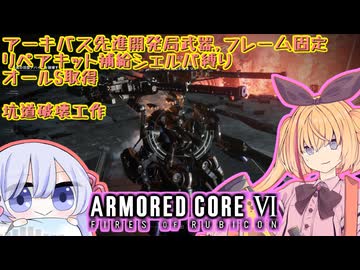 アーキバス先進開発局武器,フレーム固定
リペアキット補給シェルパ縛り
オールS取得
坑道破壊工作
ARMORED CORE VI
FIRES OF RUBICON